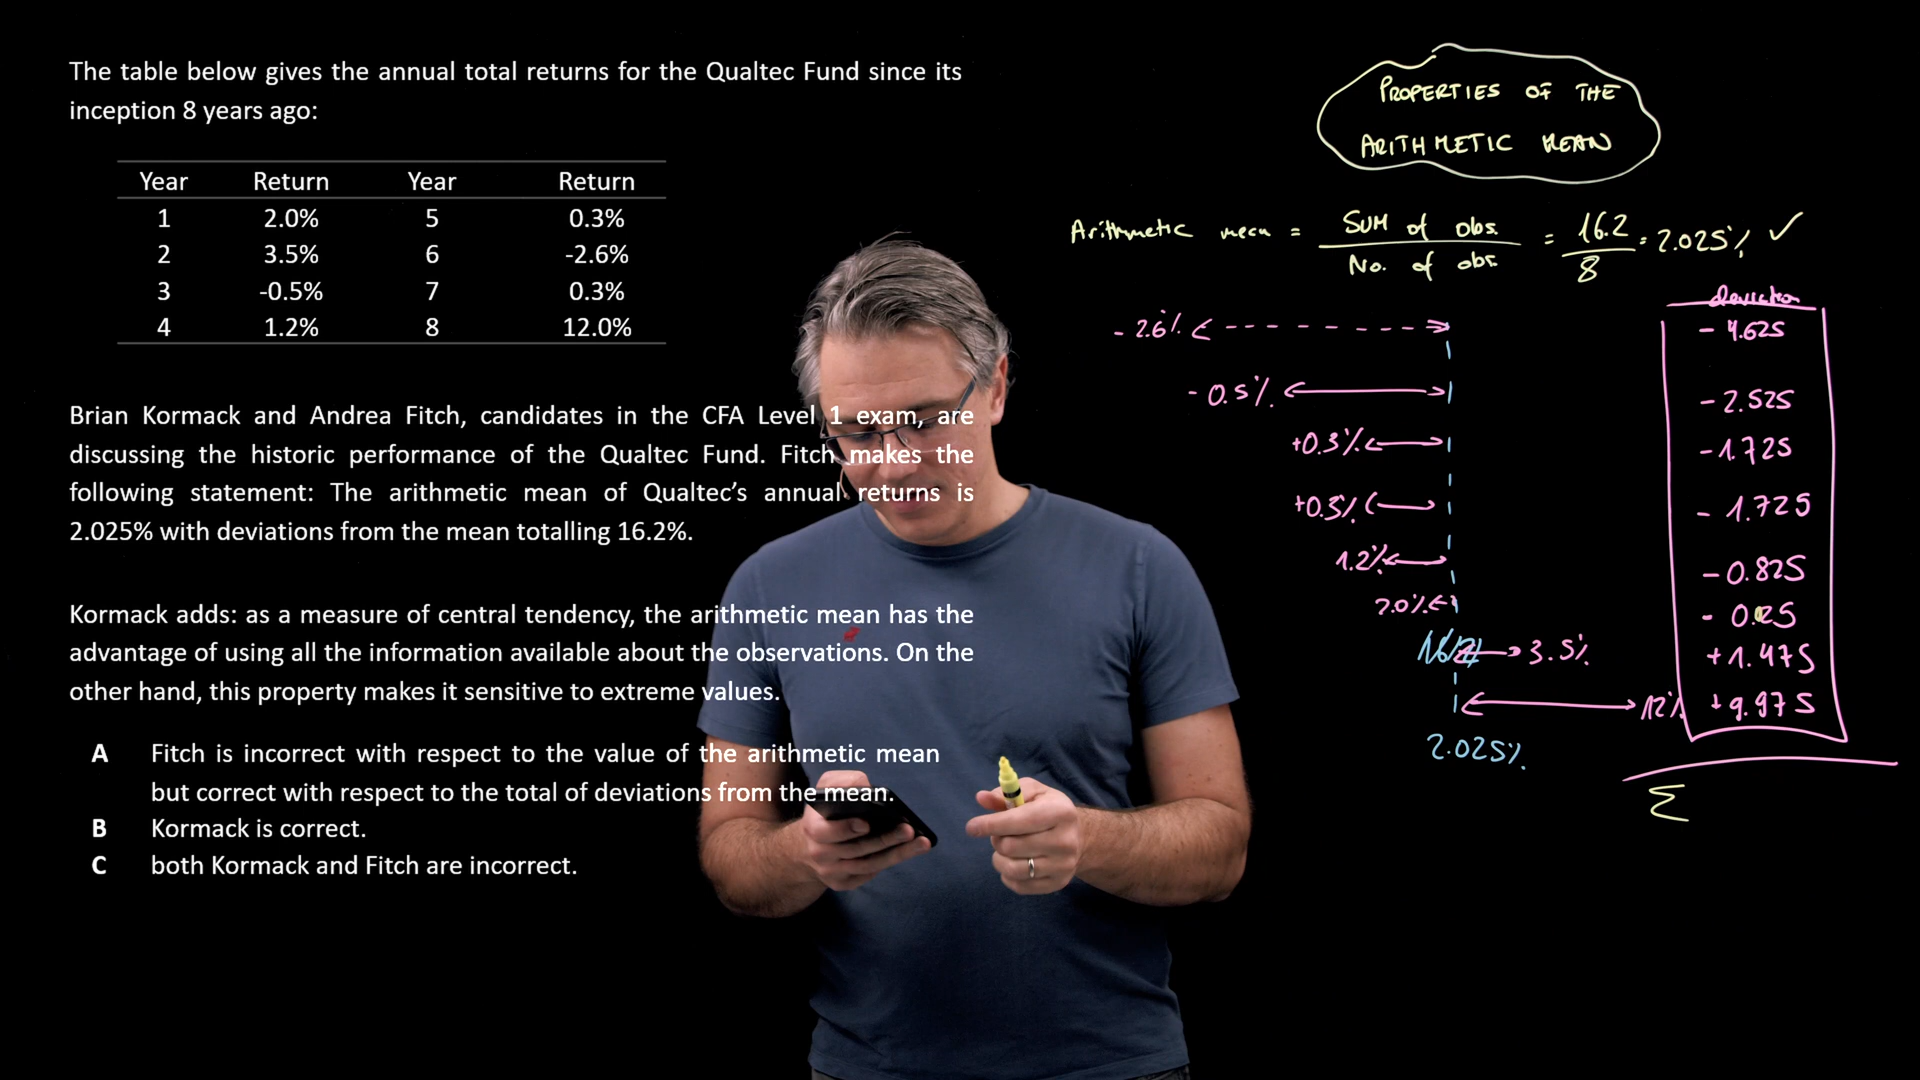 The table below gives the annual total returns for the Qualtec Fund since its
inception 8 years ago:
Year Return Year Return
1 2.0% 5 0.3%
2 3.5% 6 -2.6%
3 -0.5% 7 0.3%
4 1.2% 8 12.0%
Brian Kormack and Andrea Fitch, candidates in the CFA Level 1 exam, are
discussing the historic performance of the Qualtec Fund. Fitch makes the
following statement: The arithmetic mean of Qualtec’s annual returns is
2.025% with deviations from the mean totalling 16.2%.
Kormack adds: as a measure of central tendency, the arithmetic mean has the
advantage of using all the information available about the observations. On the
other hand, this property makes it sensitive to extreme values.
A Fitch is incorrect with respect to the value of the arithmetic mean
but correct with respect to the total of deviations from the mean.
B Kormack is correct.
C both Kormack and Fitch are incorrect.
PROPERTIES OF THE
ARITHMETIC MEAN
Arithmetic mean = SUM of obs. / No. of obs. = 16.2 / 8 = 2.025% ✓
deviation
-2.6% -4.625
-0.5% -2.525
+0.3% -1.725
+0.3% -1.725
1.2% -0.825
2.0% -0.025
3.5% +1.475
12% +9.975
2.025%
Σ